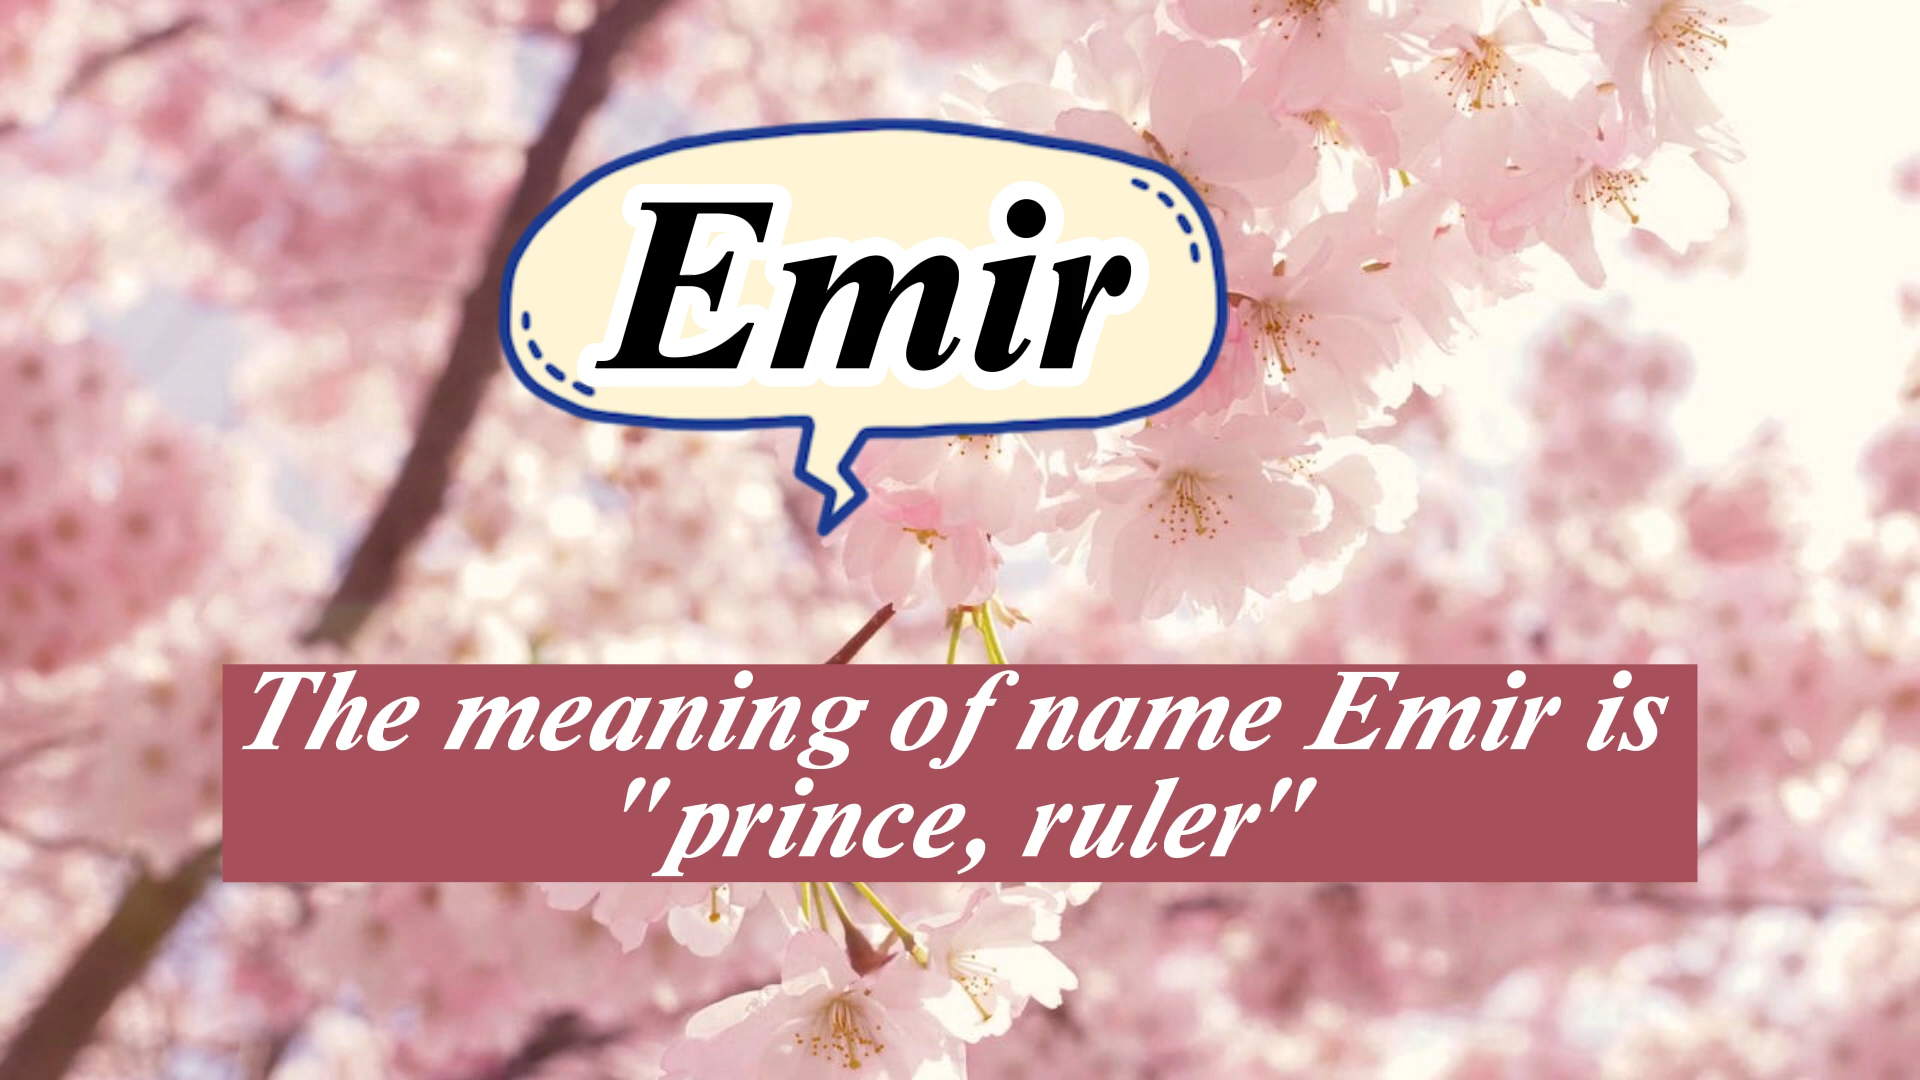 Emir
The meaning of name Emir is
"prince, ruler"